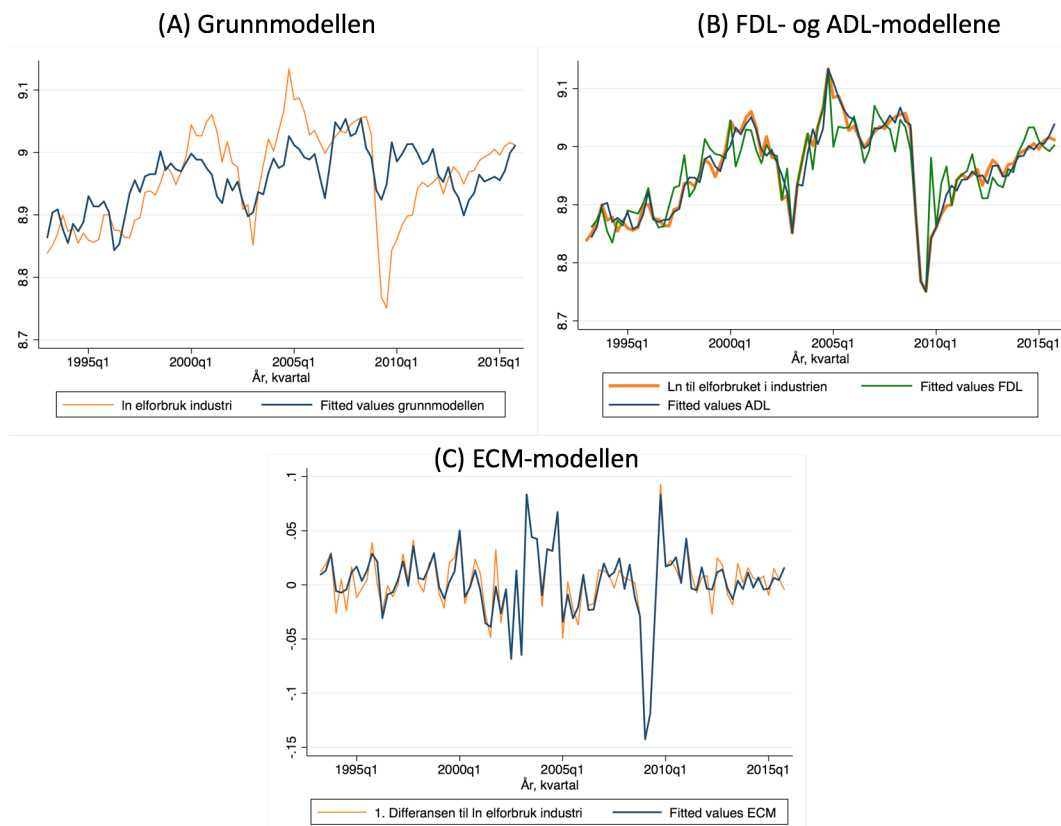 (A) Grunnmodellen
9.1
9
8.9
8.8
8.7
1995q1 2000q1 2005q1 2010q1 2015q1
År, kvartal
ln elforbruk industri Fitted values grunnmodellen
(B) FDL- og ADL-modellene
9.1
9
8.9
8.8
8.7
1995q1 2000q1 2005q1 2010q1 2015q1
År, kvartal
Ln til elforbruket i industrien Fitted values FDL
Fitted values ADL
(C) ECM-modellen
.1
.05
0
-.05
-.1
-.15
1995q1 2000q1 2005q1 2010q1 2015q1
År, kvartal
1. Differansen til ln elforbruk industri Fitted values ECM